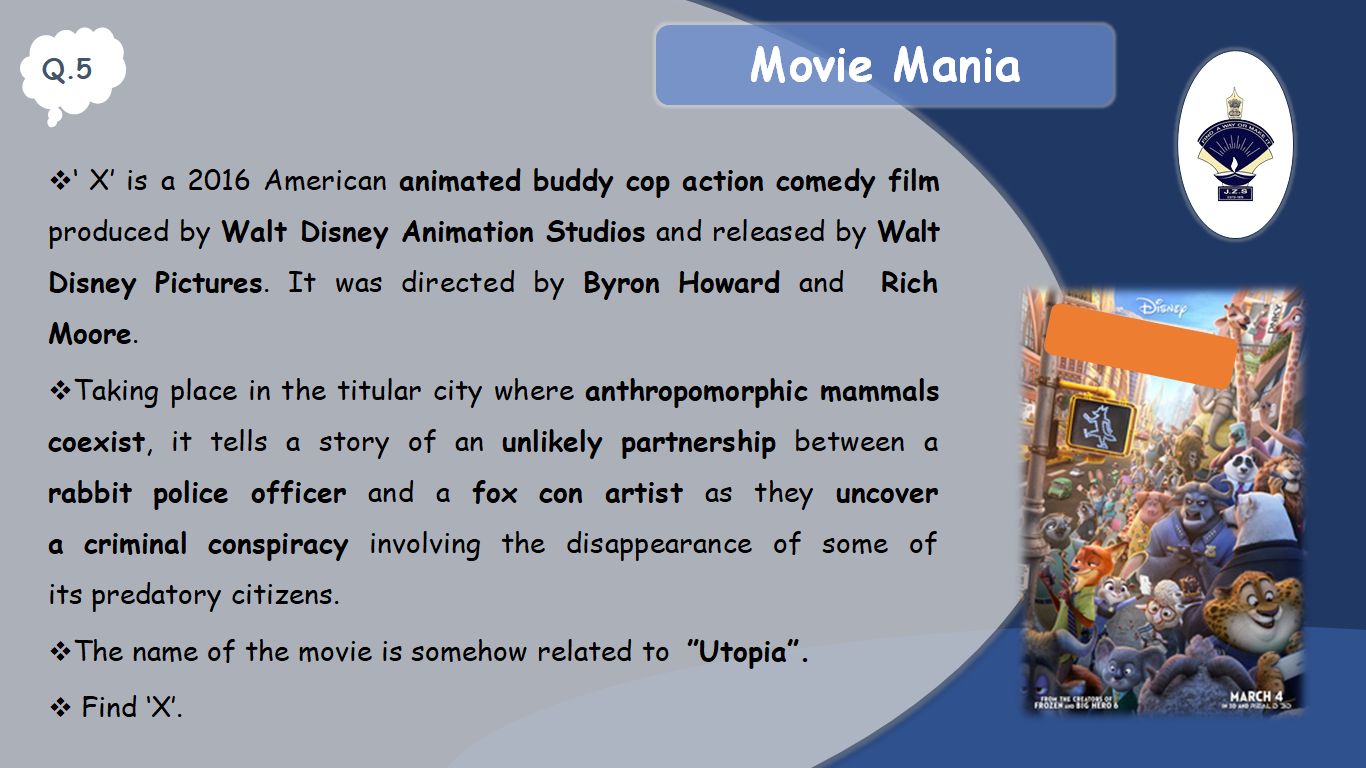 Q.5
Movie Mania
FIND A WAY OR MAKE IT
J.Z.S
❖‘ X’ is a 2016 American animated buddy cop action comedy film
produced by Walt Disney Animation Studios and released by Walt
Disney Pictures. It was directed by Byron Howard and Rich
Moore.
❖Taking place in the titular city where anthropomorphic mammals
coexist, it tells a story of an unlikely partnership between a
rabbit police officer and a fox con artist as they uncover
a criminal conspiracy involving the disappearance of some of
its predatory citizens.
❖The name of the movie is somehow related to ”Utopia”.
❖ Find ‘X’.
DISNEY
FROM THE CREATORS OF
FROZEN AND BIG HERO 6
MARCH 4
IN 3D AND REAL D 3D